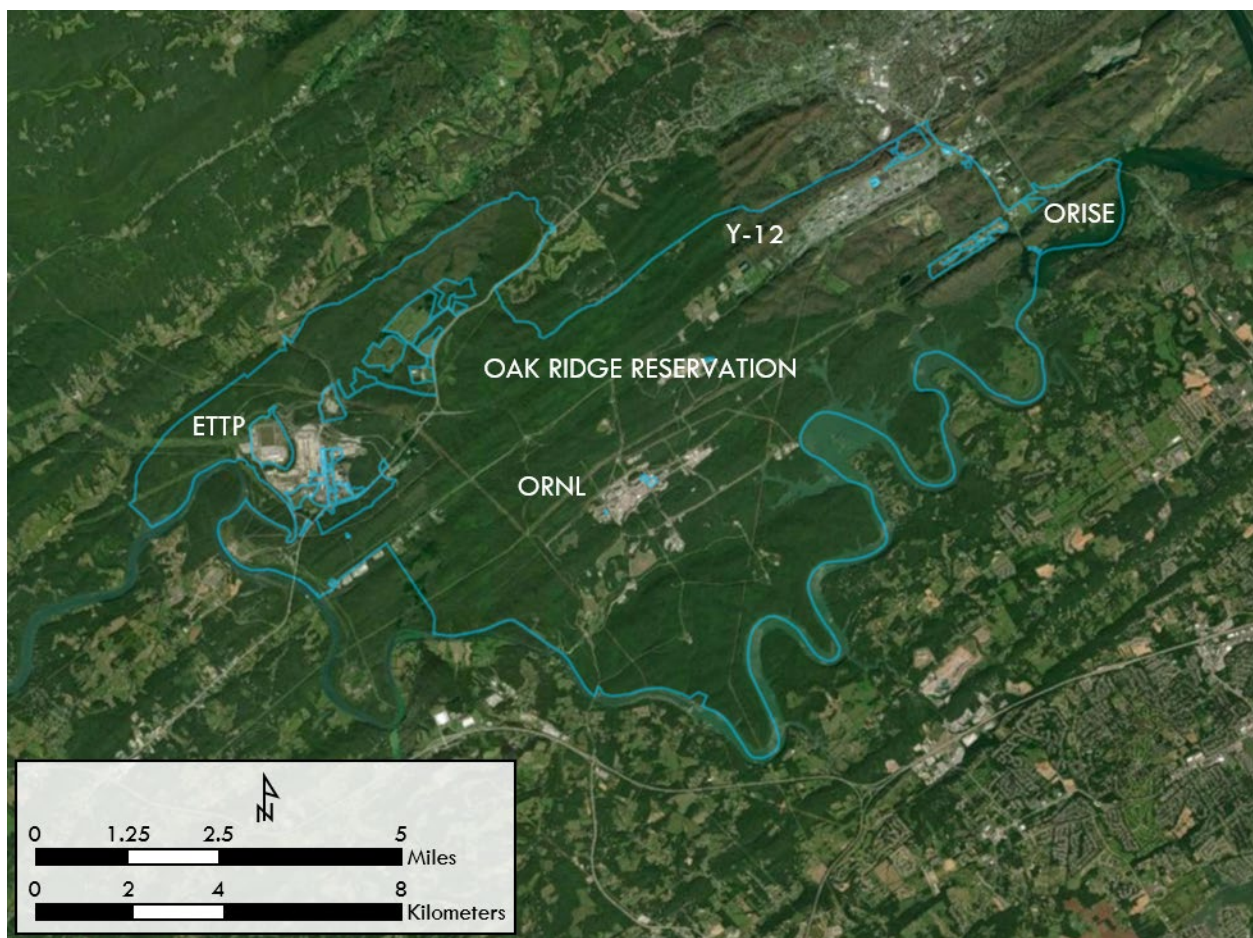 ORISE
Y-12
OAK RIDGE RESERVATION
ETTP
ORNL
N
0 1.25 2.5 5
Miles
0 2 4 8
Kilometers